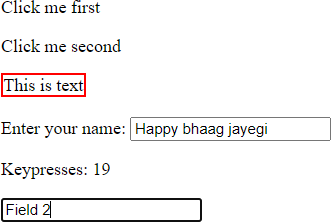 Click me first
Click me second
This is text
Enter your name: Happy bhaag jayegi
Keypresses: 19
Field 2